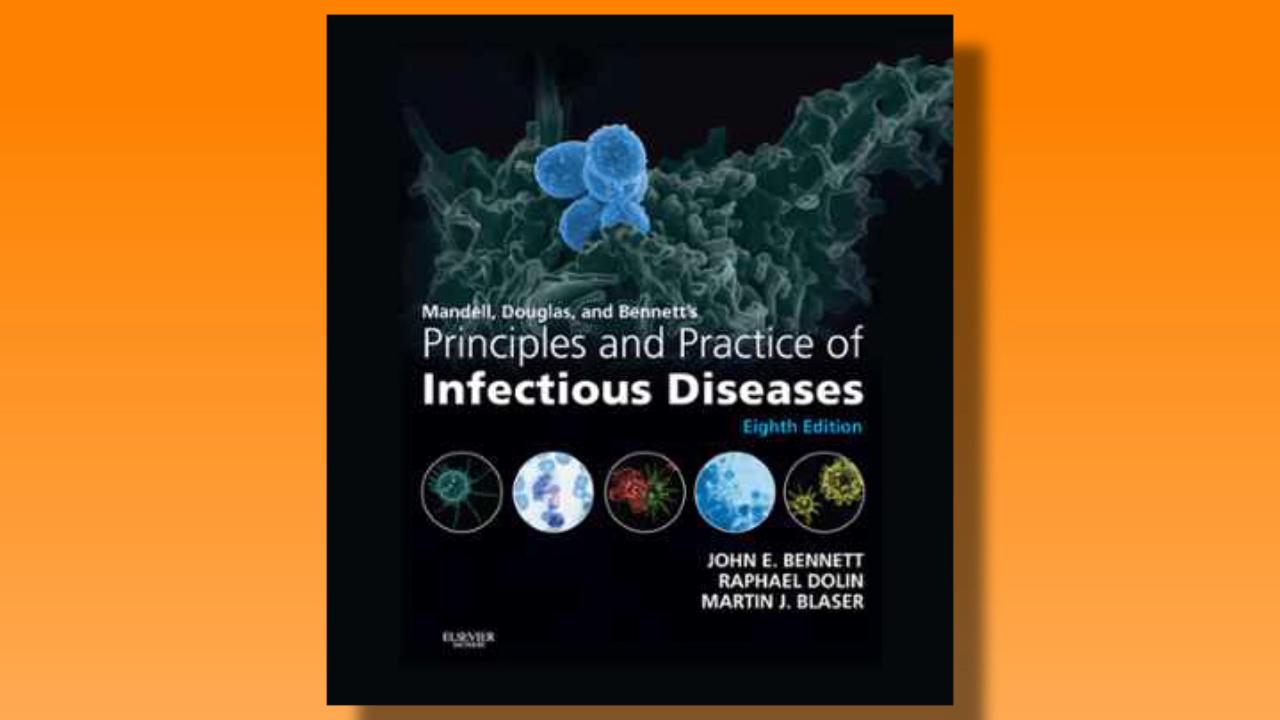 Mandell, Douglas, and Bennett's
Principles and Practice of
Infectious Diseases
Eighth Edition
JOHN E. BENNETT
RAPHAEL DOLIN
MARTIN J. BLASER
ELSEVIER
SAUNDERS